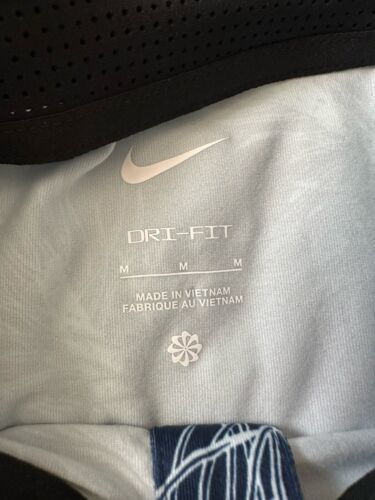 DRI-FIT
M M M
MADE IN VIETNAM
FABRIQUE AU VIETNAM